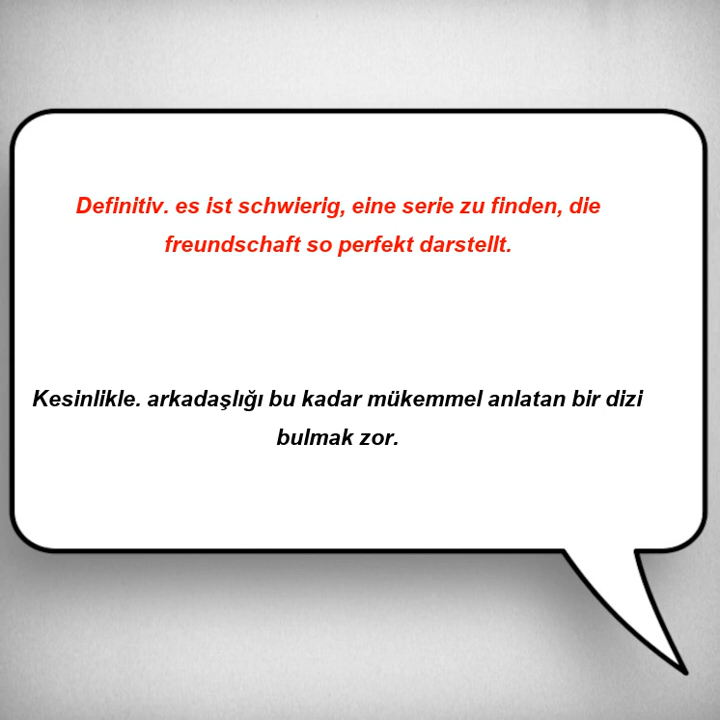 Definitiv. es ist schwierig, eine serie zu finden, die
freundschaft so perfekt darstellt.
Kesinlikle. arkadaşlığı bu kadar mükemmel anlatan bir dizi
bulmak zor.